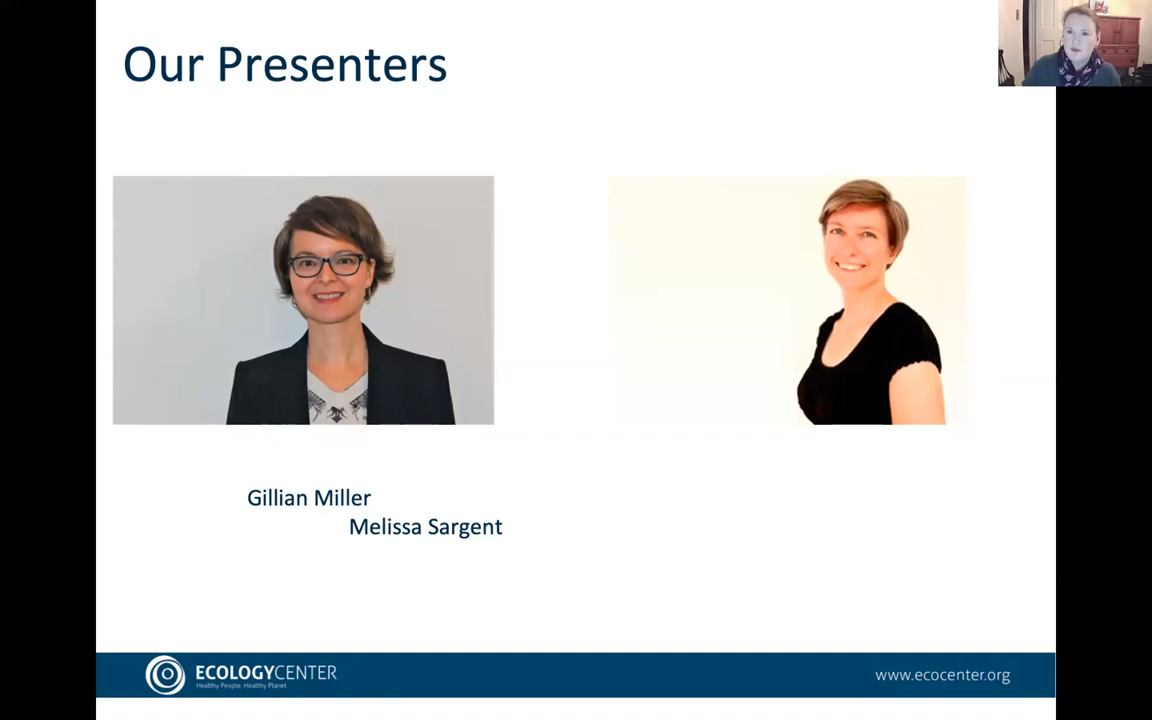 Our Presenters
Gillian Miller
Melissa Sargent
ECOLOGYCENTER
Healthy People, Healthy Planet
www.ecocenter.org